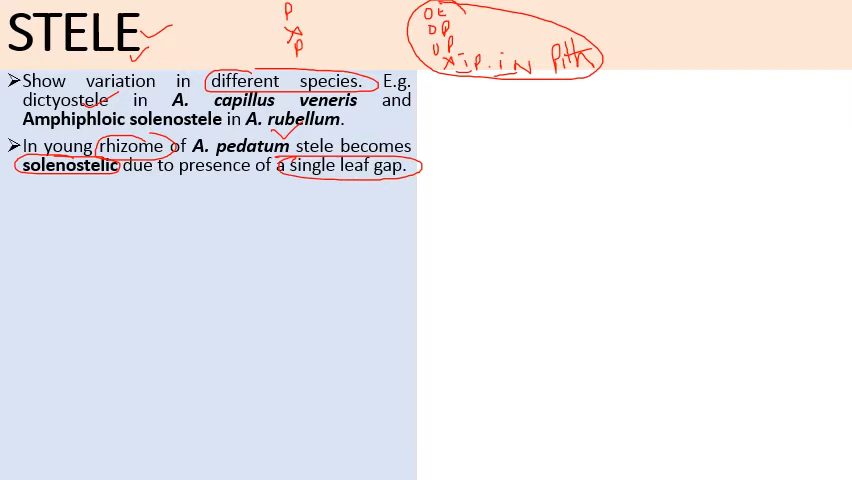 STELE
P
X
P
OE
OP
UP
X IP. IN PITH
➢Show variation in different species. E.g.
dictyostele in A. capillus veneris and
Amphiphloic solenostele in A. rubellum.
➢In young rhizome of A. pedatum stele becomes
solenostelic due to presence of a single leaf gap.